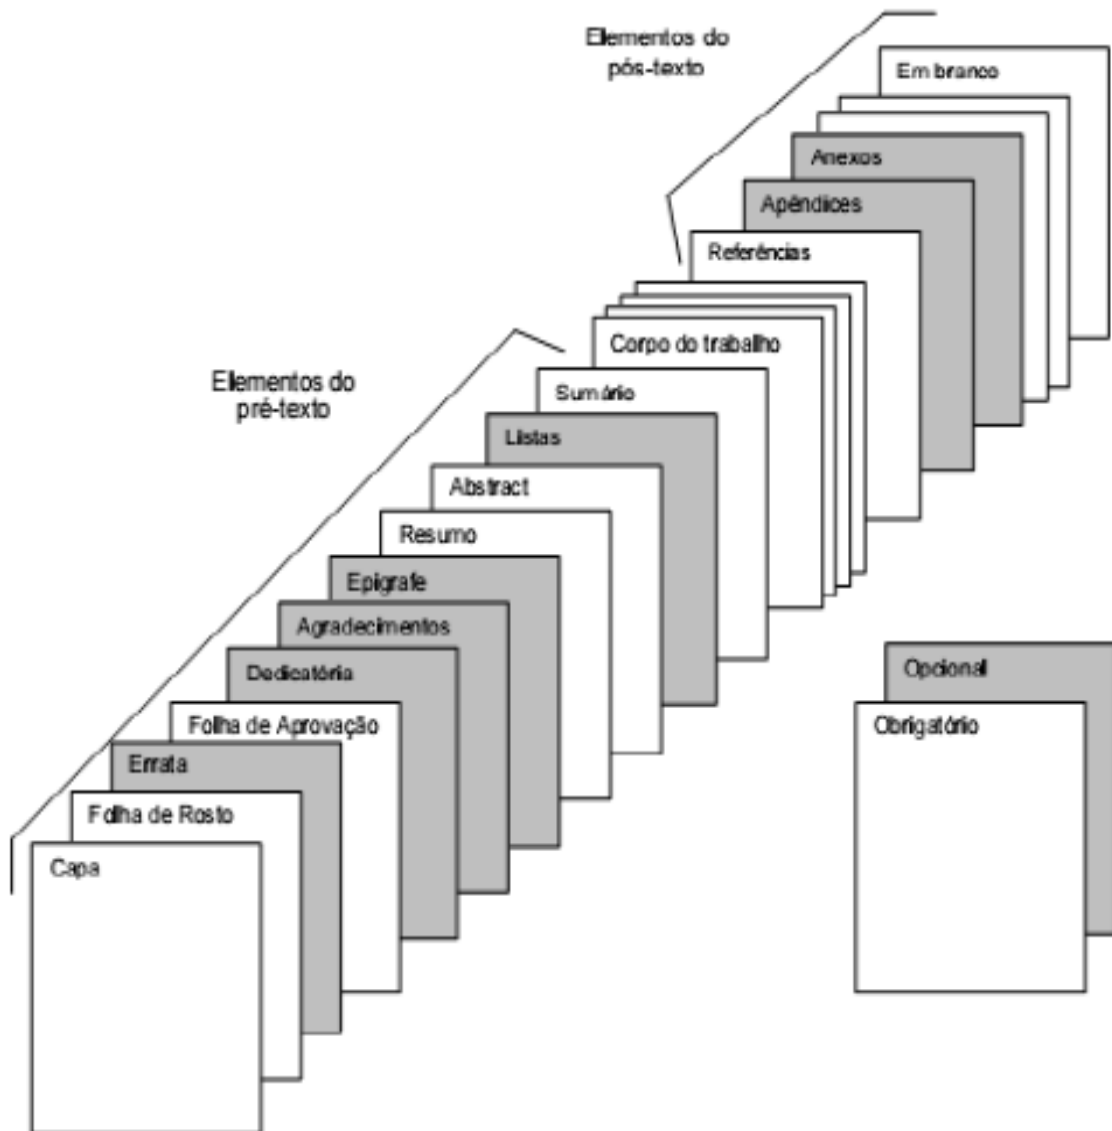 Elementos do
pós-texto
Em branco
Anexos
Apêndices
Referências
Corpo do trabalho
Elementos do
pré-texto
Sumário
Listas
Abstract
Resumo
Epígrafe
Agradecimentos
Dedicatória
Folha de Aprovação
Errata
Folha de Rosto
Capa
Opcional
Obrigatório